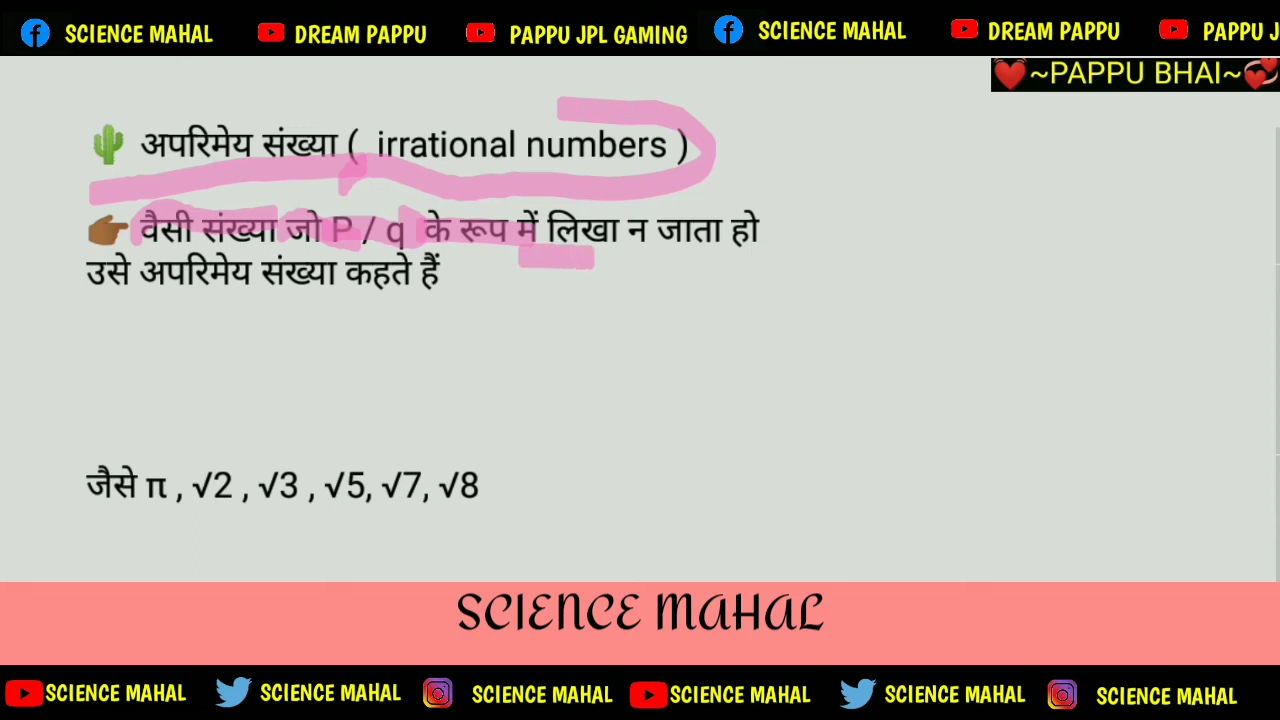 SCIENCE MAHAL DREAM PAPPU PAPPU JPL GAMING SCIENCE MAHAL DREAM PAPPU PAPPU J
~PAPPU BHAI~
अपरिमेय संख्या ( irrational numbers )
वैसी संख्या जो P / q के रूप में लिखा न जाता हो
उसे अपरिमेय संख्या कहते हैं
जैसे π , √2 , √3 , √5, √7, √8
SCIENCE MAHAL
SCIENCE MAHAL SCIENCE MAHAL SCIENCE MAHAL SCIENCE MAHAL SCIENCE MAHAL SCIENCE MAHAL